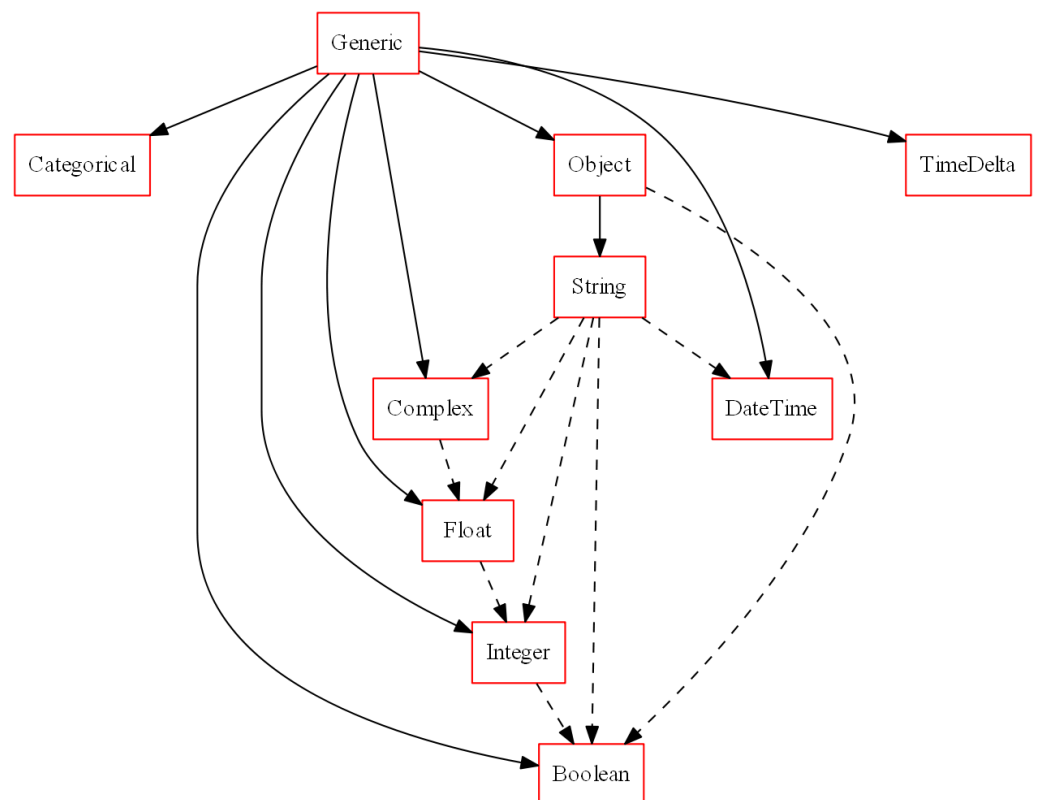 Generic
Categorical
Object
TimeDelta
String
Complex
DateTime
Float
Integer
Boolean